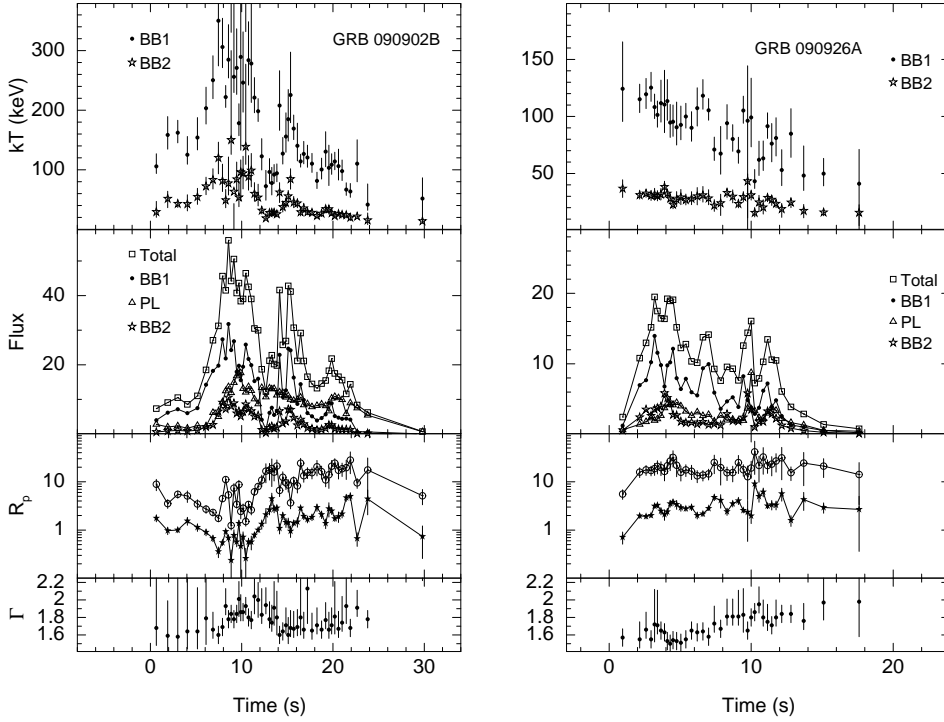 GRB 090902B
BB1
BB2
kT (keV)
100
200
300
Total
BB1
PL
BB2
Flux
20
40
R_p
1
10
Γ
1.6
1.8
2
2.2
0
10
20
30
Time (s)
GRB 090926A
BB1
BB2
50
100
150
Total
BB1
PL
BB2
0
10
20
1
10
1.6
1.8
2
2.2
0
10
20
Time (s)